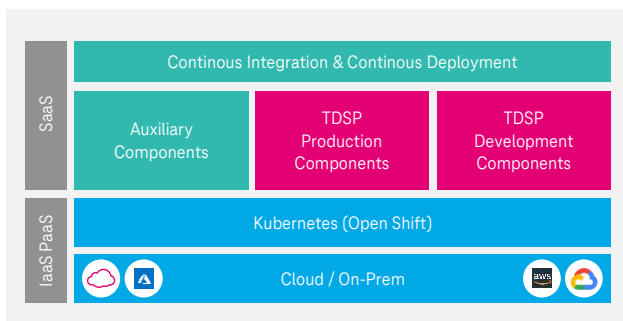 SaaS
Continous Integration & Continous Deployment
Auxiliary
Components
TDSP
Production
Components
TDSP
Development
Components
IaaS PaaS
Kubernetes (Open Shift)
Cloud / On-Prem
aws